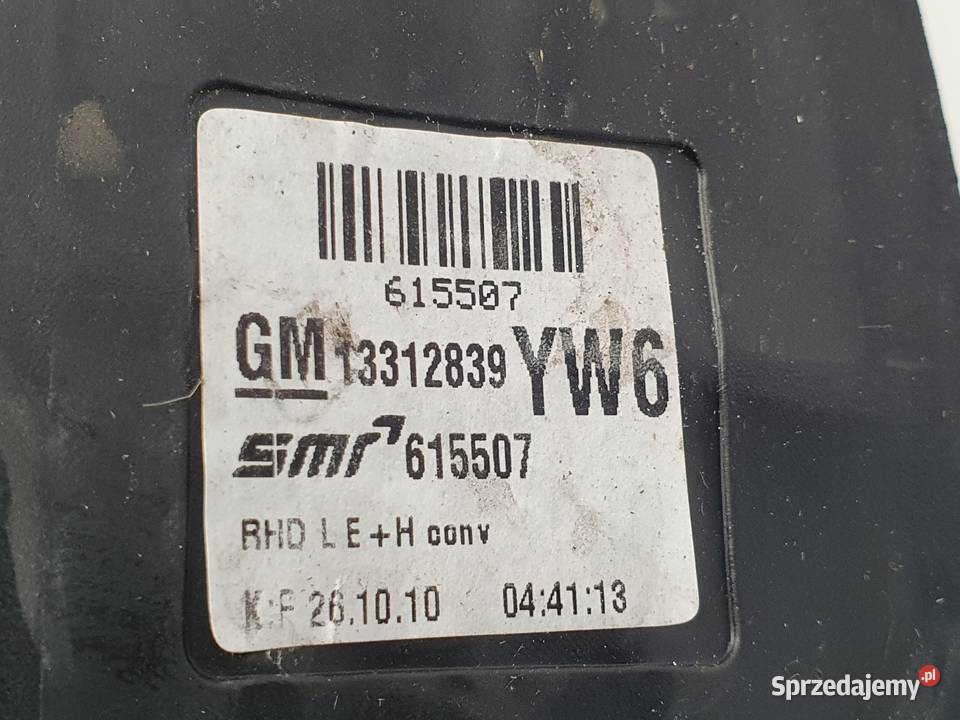 615507
GM 13312839 YW6
smr 615507
RHD L E+H conv
K:F 26.10.10 04:41:13
Sprzedajemy.pl